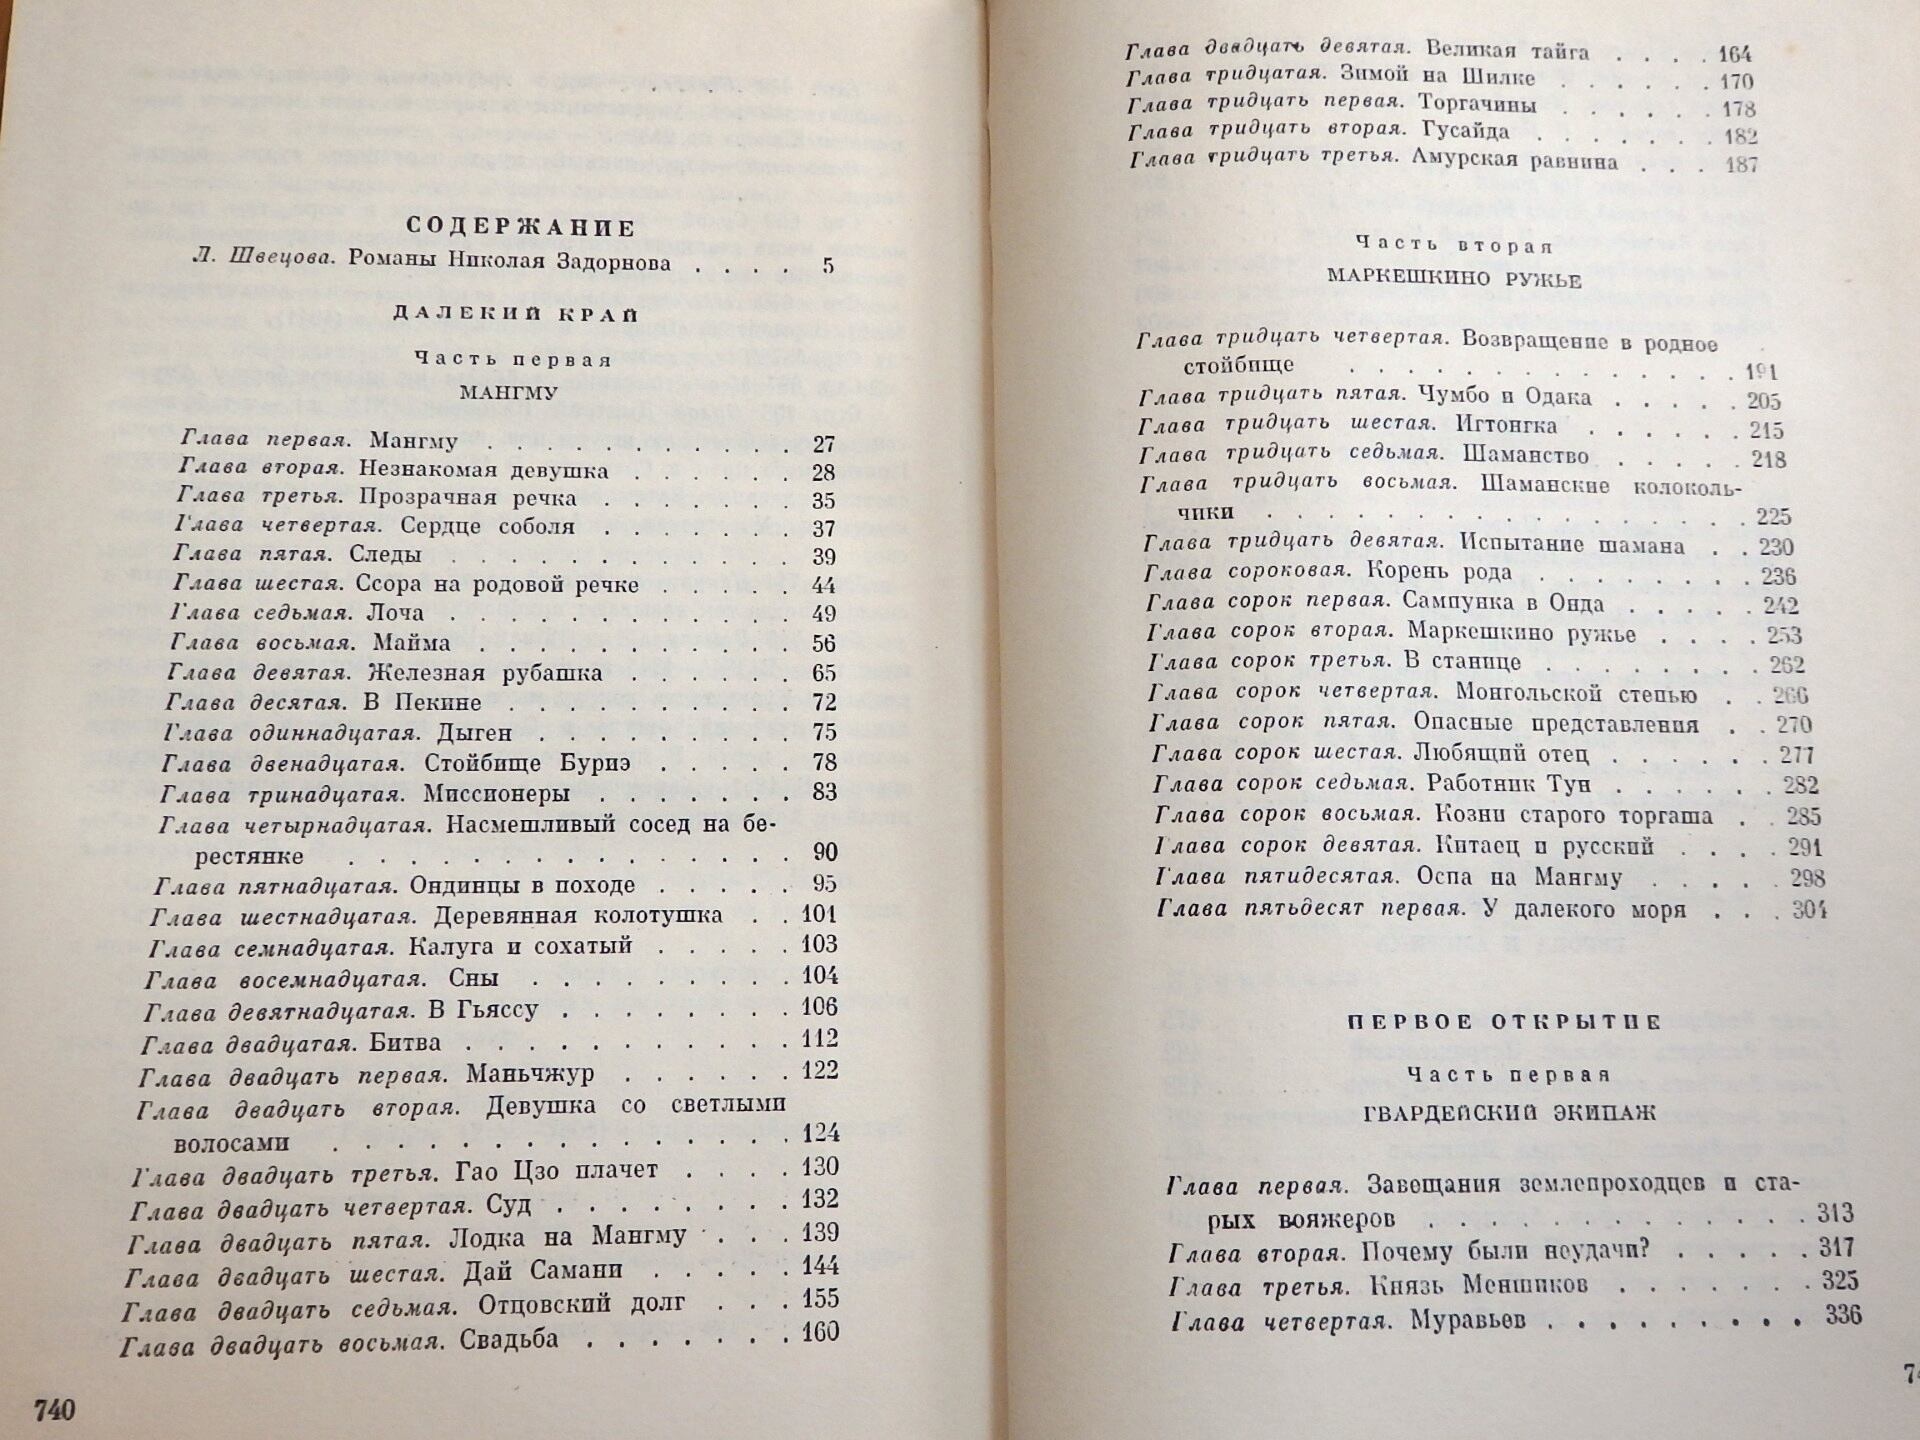 СОДЕРЖАНИЕ
Л. Швецова. Романы Николая Задорнова . . . . 5
ДАЛЕКИЙ КРАЙ
Часть первая
МАНГМУ
Глава первая. Мангму . . . . . . . . . . . 27
Глава вторая. Незнакомая девушка . . . . . . 28
Глава третья. Прозрачная речка . . . . . . . 35
Глава четвертая. Сердце соболя . . . . . . . 37
Глава пятая. Следы . . . . . . . . . . . . 39
Глава шестая. Ссора на родовой речке . . . . . 44
Глава седьмая. Лоча . . . . . . . . . . . . 49
Глава восьмая. Майма . . . . . . . . . . . 56
Глава девятая. Железная рубашка . . . . . . 65
Глава десятая. В Пекине . . . . . . . . . . 72
Глава одиннадцатая. Дыген . . . . . . . . . 75
Глава двенадцатая. Стойбище Буриэ . . . . . 78
Глава тринадцатая. Миссионеры . . . . . . . 83
Глава четырнадцатая. Насмешливый сосед на бе-
рестянке . . . . . . . . . . . . . . . 90
Глава пятнадцатая. Ондинцы в походе . . . . . 95
Глава шестнадцатая. Деревянная колотушка . . 101
Глава семнадцатая. Калуга и сохатый . . . . . 103
Глава восемнадцатая. Сны . . . . . . . . . 104
Глава девятнадцатая. В Гьяссу . . . . . . . . 106
Глава двадцатая. Битва . . . . . . . . . . . 112
Глава двадцать первая. Маньчжур . . . . . . 122
Глава двадцать вторая. Девушка со светлыми
волосами . . . . . . . . . . . . . . . 124
Глава двадцать третья. Гао Цзо плачет . . . . 130
Глава двадцать четвертая. Суд . . . . . . . . 132
Глава двадцать пятая. Лодка на Мангму . . . . 139
Глава двадцать шестая. Дай Самани . . . . . 144
Глава двадцать седьмая. Отцовский долг . . . 155
Глава двадцать восьмая. Свадьба . . . . . . . 160
740
Глава двадцать девятая. Великая тайга . . . . 164
Глава тридцатая. Зимой на Шилке . . . . . . 170
Глава тридцать первая. Торгачины . . . . . . 178
Глава тридцать вторая. Гусайда . . . . . . . 182
Глава тридцать третья. Амурская равнина . . . 187
Часть вторая
МАРКЕШКИНО РУЖЬЕ
Глава тридцать четвертая. Возвращение в родное
стойбище . . . . . . . . . . . . . . . 191
Глава тридцать пятая. Чумбо и Одака . . . . . 205
Глава тридцать шестая. Игтонгка . . . . . . 215
Глава тридцать седьмая. Шаманство . . . . . 218
Глава тридцать восьмая. Шаманские колоколь-
чики . . . . . . . . . . . . . . . . . 225
Глава тридцать девятая. Испытание шамана . . 230
Глава сороковая. Корень рода . . . . . . . . 236
Глава сорок первая. Сампунка в Онда . . . . . 242
Глава сорок вторая. Маркешкино ружье . . . . 253
Глава сорок третья. В станице . . . . . . . . 262
Глава сорок четвертая. Монгольской степью . . 266
Глава сорок пятая. Опасные представления . . 270
Глава сорок шестая. Любящий отец . . . . . . 277
Глава сорок седьмая. Работник Тун . . . . . . 282
Глава сорок восьмая. Козни старого торгаша . . 285
Глава сорок девятая. Китаец и русский . . . . 291
Глава пятидесятая. Оспа на Мангму . . . . . 298
Глава пятьдесят первая. У далекого моря . . . 304
ПЕРВОЕ ОТКРЫТИЕ
Часть первая
ГВАРДЕЙСКИЙ ЭКИПАЖ
Глава первая. Завещания землепроходцев и ста-
рых вояжеров . . . . . . . . . . . . . 313
Глава вторая. Почему были неудачи? . . . . . 317
Глава третья. Князь Меншиков . . . . . . . 325
Глава четвертая. Муравьев . . . . . . . . . 336